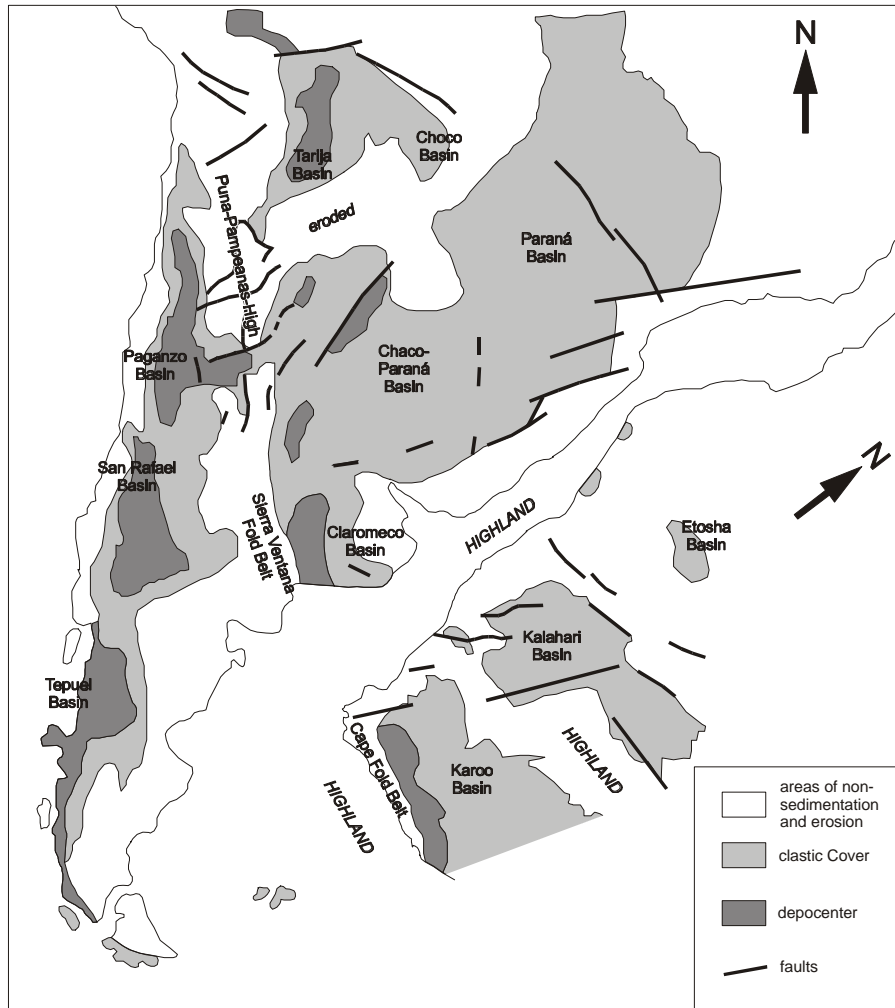 N
Choco
Basin
Tarija
Basin
Puna-Pampeanas-High
eroded
Paraná
Basin
Paganzo
Basin
Chaco-
Paraná
Basin
San Rafael
Basin
Sierra Ventana
Fold Belt
Claromeco
Basin
HIGHLAND
N
Etosha
Basin
Kalahari
Basin
Tepuel
Basin
Cape Fold Belt
HIGHLAND
Karoo
Basin
HIGHLAND
areas of non-
sedimentation
and erosion
clastic Cover
depocenter
faults